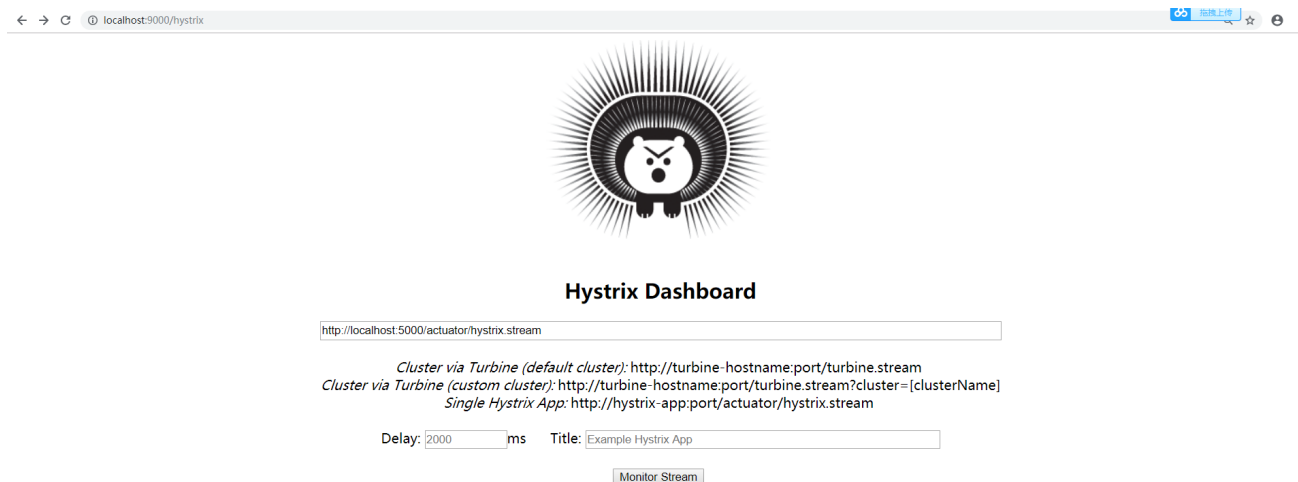 localhost:9000/hystrix
拖拽上传
Hystrix Dashboard
http://localhost:5000/actuator/hystrix.stream
Cluster via Turbine (default cluster): http://turbine-hostname:port/turbine.stream
Cluster via Turbine (custom cluster): http://turbine-hostname:port/turbine.stream?cluster=[clusterName]
Single Hystrix App: http://hystrix-app:port/actuator/hystrix.stream
Delay: 2000 ms Title: Example Hystrix App
Monitor Stream